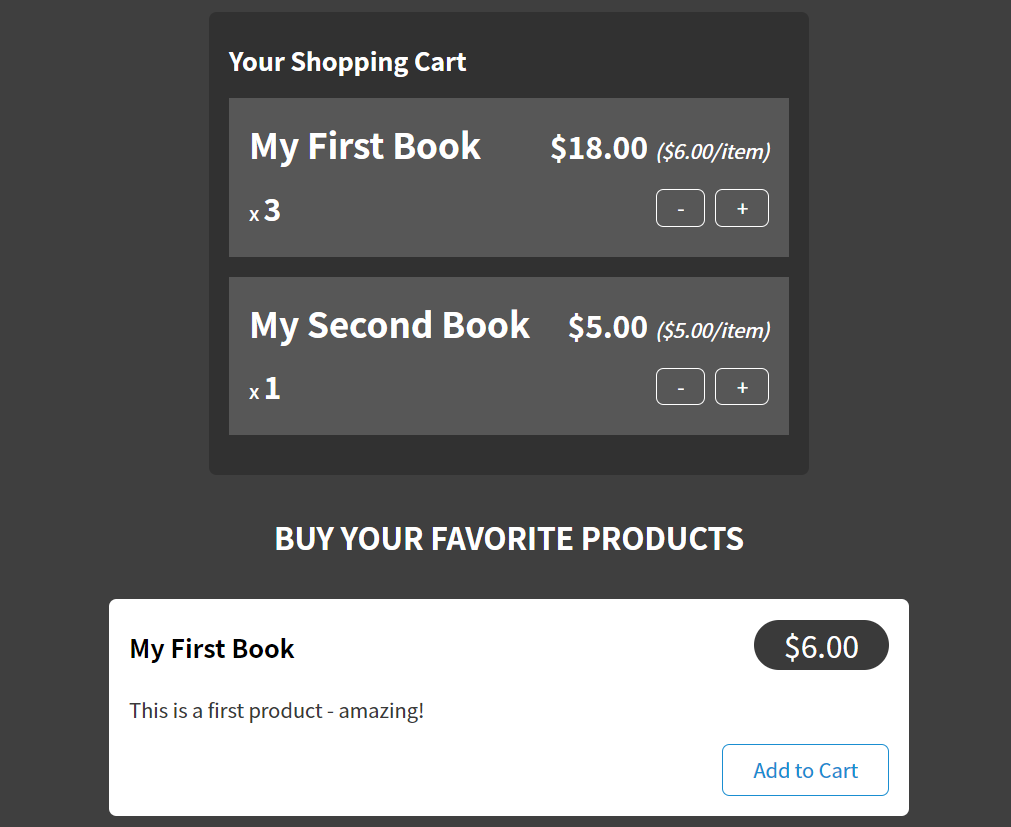 Your Shopping Cart
My First Book $18.00 ($6.00/item)
x 3 - +
My Second Book $5.00 ($5.00/item)
x 1 - +
BUY YOUR FAVORITE PRODUCTS
My First Book $6.00
This is a first product - amazing!
Add to Cart